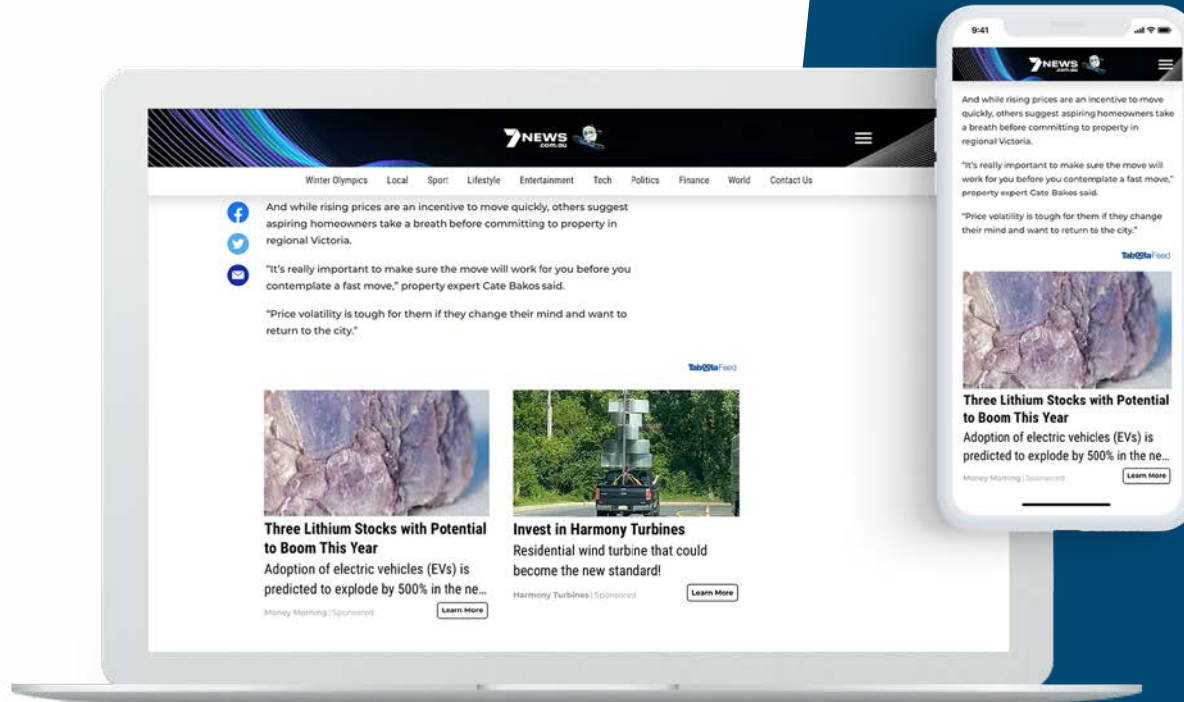 7NEWS
.com.au
Winter Olympics Local Sport Lifestyle Entertainment Tech Politics Finance World Contact Us
And while rising prices are an incentive to move quickly, others suggest
aspiring homeowners take a breath before committing to property in
regional Victoria.
"It's really important to make sure the move will work for you before you
contemplate a fast move," property expert Cate Bakos said.
"Price volatility is tough for them if they change their mind and want to
return to the city."
Taboola Feed
Three Lithium Stocks with Potential
to Boom This Year
Adoption of electric vehicles (EVs) is
predicted to explode by 500% in the ne...
Money Morning | Sponsored
Learn More
Invest in Harmony Turbines
Residential wind turbine that could
become the new standard!
Harmony Turbines | Sponsored
Learn More
9:41
7NEWS
.com.au
And while rising prices are an incentive to move
quickly, others suggest aspiring homeowners take
a breath before committing to property in
regional Victoria.
"It's really important to make sure the move will
work for you before you contemplate a fast move,"
property expert Cate Bakos said.
"Price volatility is tough for them if they change
their mind and want to return to the city."
Taboola Feed
Three Lithium Stocks with Potential
to Boom This Year
Adoption of electric vehicles (EVs) is
predicted to explode by 500% in the ne...
Money Morning | Sponsored
Learn More